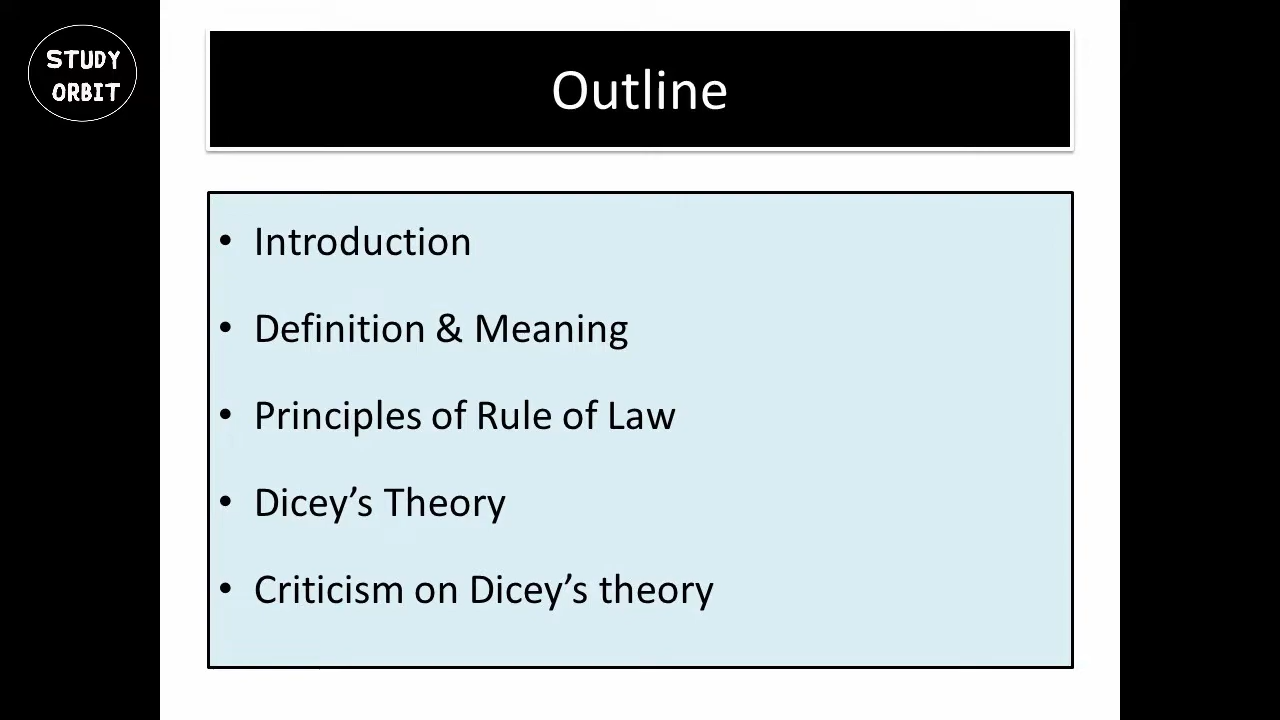 STUDY
ORBIT
Outline
• Introduction
• Definition & Meaning
• Principles of Rule of Law
• Dicey’s Theory
• Criticism on Dicey’s theory